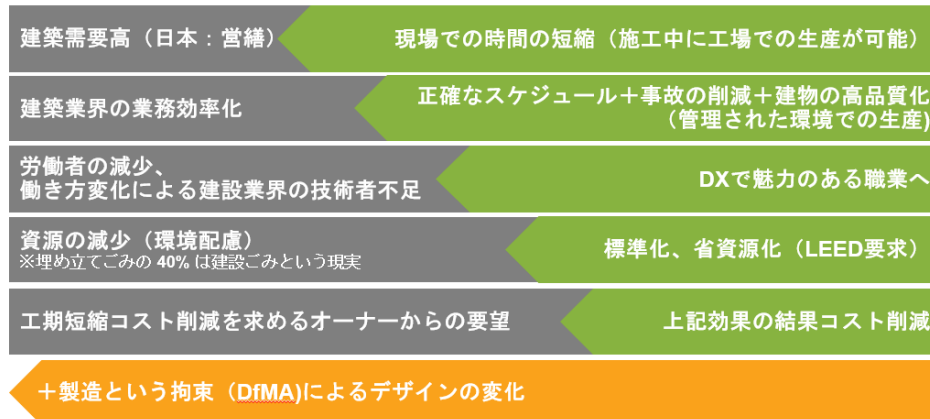 建築需要高（日本：営繕）
現場での時間の短縮（施工中に工場での生産が可能）
建築業界の業務効率化
正確なスケジュール＋事故の削減＋建物の高品質化
（管理された環境での生産)
労働者の減少、
働き方変化による建設業界の技術者不足
DXで魅力のある職業へ
資源の減少（環境配慮）
※埋め立てごみの 40% は建設ごみという現実
標準化、省資源化（LEED要求）
工期短縮コスト削減を求めるオーナーからの要望
上記効果の結果コスト削減
＋製造という拘束（DfMA)によるデザインの変化